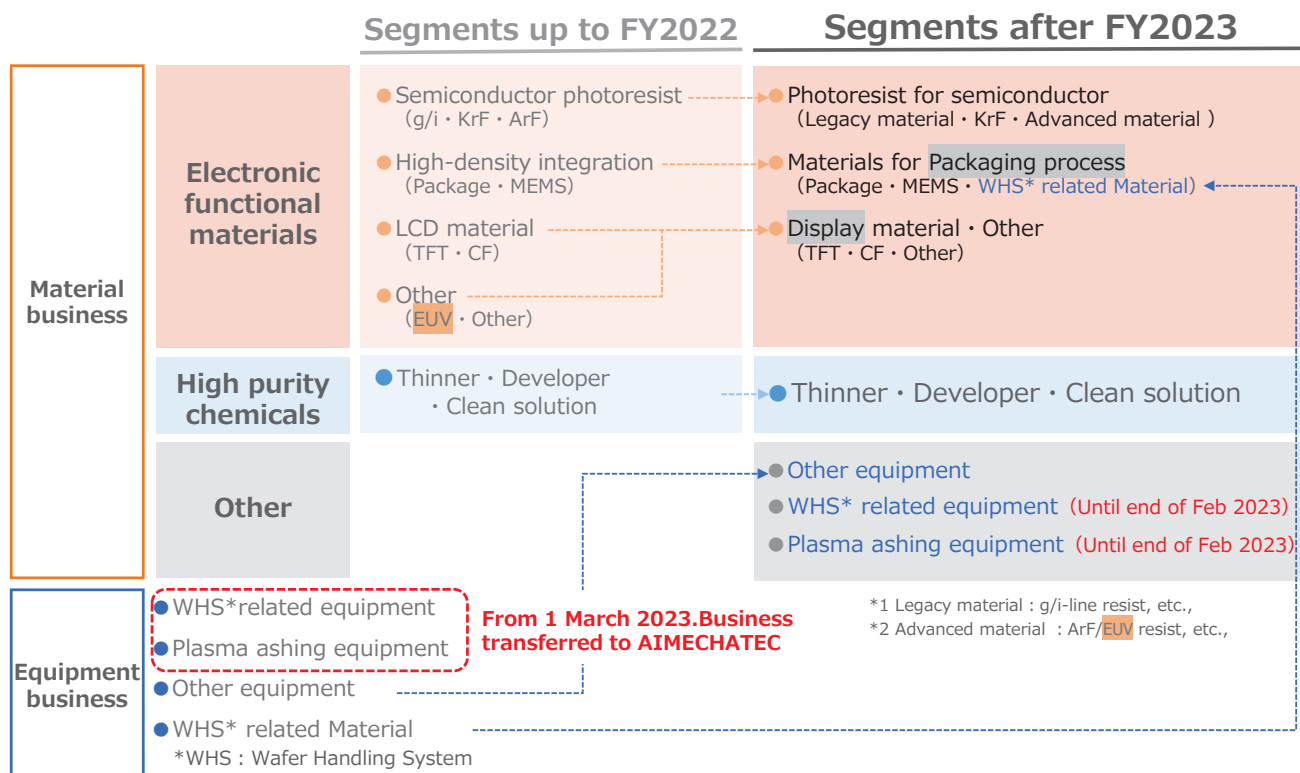 Segments up to FY2022
Segments after FY2023
Material
business
Electronic
functional
materials
●Semiconductor photoresist
（g/i・KrF・ArF）
●High-density integration
（Package・MEMS）
●LCD material
（TFT・CF）
●Other
（EUV・Other）
●Photoresist for semiconductor
（Legacy material・KrF・Advanced material ）
●Materials for Packaging process
（Package・MEMS・WHS* related Material）
●Display material・Other
（TFT・CF・Other）
High purity
chemicals
●Thinner・Developer
・Clean solution
●Thinner・Developer・Clean solution
Other
●Other equipment
●WHS* related equipment（Until end of Feb 2023）
●Plasma ashing equipment（Until end of Feb 2023）
Equipment
business
●WHS*related equipment
●Plasma ashing equipment
●Other equipment
●WHS* related Material
*WHS : Wafer Handling System
From 1 March 2023.Business
transferred to AIMECHATEC
*1 Legacy material : g/i-line resist, etc.,
*2 Advanced material : ArF/EUV resist, etc.,